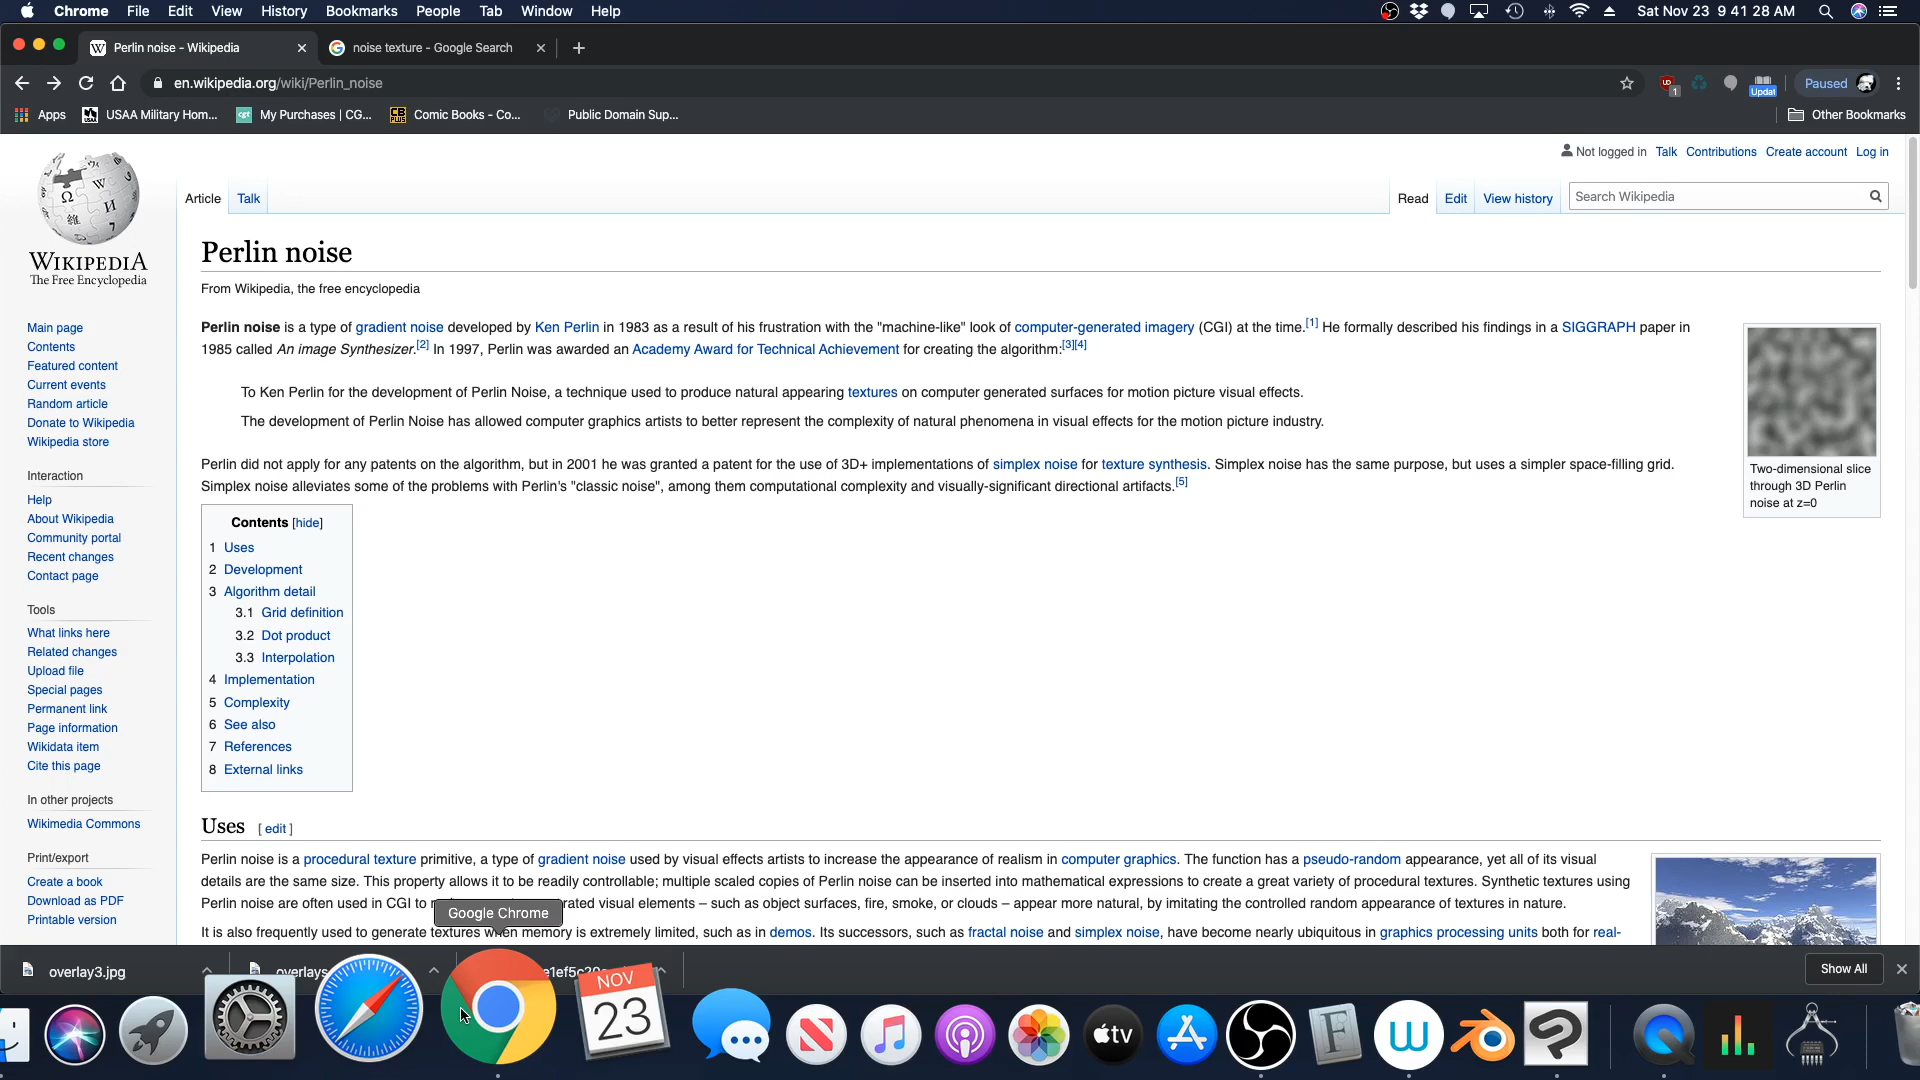 Chrome File Edit View History Bookmarks People Tab Window Help Sat Nov 23 9 41 28 AM
W Perlin noise - Wikipedia G noise texture - Google Search
en.wikipedia.org/wiki/Perlin_noise 1 Updat Paused
Apps USAA Military Hom... cgt My Purchases | CG... CB PLUS Comic Books - Co... Public Domain Sup... Other Bookmarks
Not logged in Talk Contributions Create account Log in
Article Talk Read Edit View history Search Wikipedia
WIKIPEDIA
The Free Encyclopedia
Main page
Contents
Featured content
Current events
Random article
Donate to Wikipedia
Wikipedia store
Interaction
Help
About Wikipedia
Community portal
Recent changes
Contact page
Tools
What links here
Related changes
Upload file
Special pages
Permanent link
Page information
Wikidata item
Cite this page
In other projects
Wikimedia Commons
Print/export
Create a book
Download as PDF
Printable version
Perlin noise
From Wikipedia, the free encyclopedia
Perlin noise is a type of gradient noise developed by Ken Perlin in 1983 as a result of his frustration with the "machine-like" look of computer-generated imagery (CGI) at the time.[1] He formally described his findings in a SIGGRAPH paper in
1985 called An image Synthesizer.[2] In 1997, Perlin was awarded an Academy Award for Technical Achievement for creating the algorithm:[3][4]
To Ken Perlin for the development of Perlin Noise, a technique used to produce natural appearing textures on computer generated surfaces for motion picture visual effects.
The development of Perlin Noise has allowed computer graphics artists to better represent the complexity of natural phenomena in visual effects for the motion picture industry.
Perlin did not apply for any patents on the algorithm, but in 2001 he was granted a patent for the use of 3D+ implementations of simplex noise for texture synthesis. Simplex noise has the same purpose, but uses a simpler space-filling grid.
Simplex noise alleviates some of the problems with Perlin's "classic noise", among them computational complexity and visually-significant directional artifacts.[5]
Two-dimensional slice
through 3D Perlin
noise at z=0
Contents [hide]
1 Uses
2 Development
3 Algorithm detail
3.1 Grid definition
3.2 Dot product
3.3 Interpolation
4 Implementation
5 Complexity
6 See also
7 References
8 External links
Uses [ edit ]
Perlin noise is a procedural texture primitive, a type of gradient noise used by visual effects artists to increase the appearance of realism in computer graphics. The function has a pseudo-random appearance, yet all of its visual
details are the same size. This property allows it to be readily controllable; multiple scaled copies of Perlin noise can be inserted into mathematical expressions to create a great variety of procedural textures. Synthetic textures using
Perlin noise are often used in CGI to rated visual elements – such as object surfaces, fire, smoke, or clouds – appear more natural, by imitating the controlled random appearance of textures in nature.
It is also frequently used to generate textures when memory is extremely limited, such as in demos. Its successors, such as fractal noise and simplex noise, have become nearly ubiquitous in graphics processing units both for real-
Google Chrome
overlay3.jpg overlays Show All
NOV
23
tv